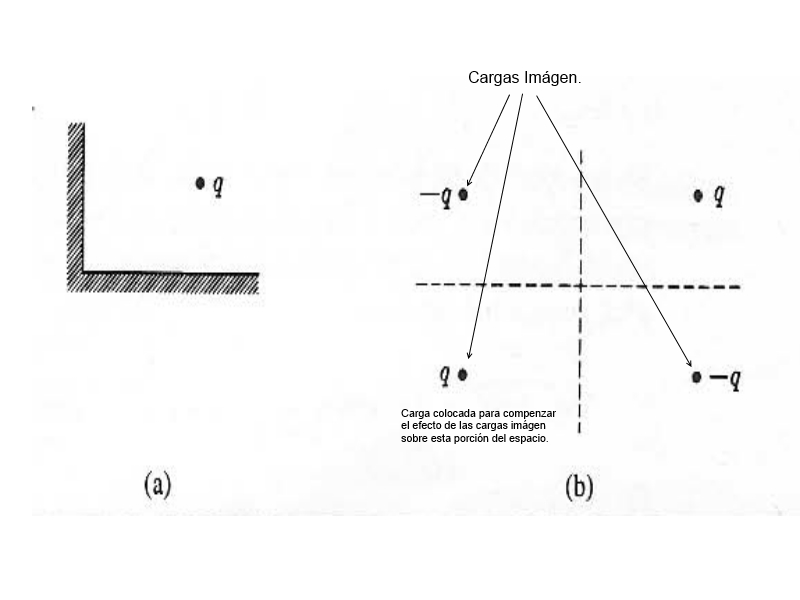 Cargas Imágen.
q
−q
q
q
−q
Carga colocada para compenzar
el efecto de las cargas imágen
sobre esta porción del espacio.
(a)
(b)